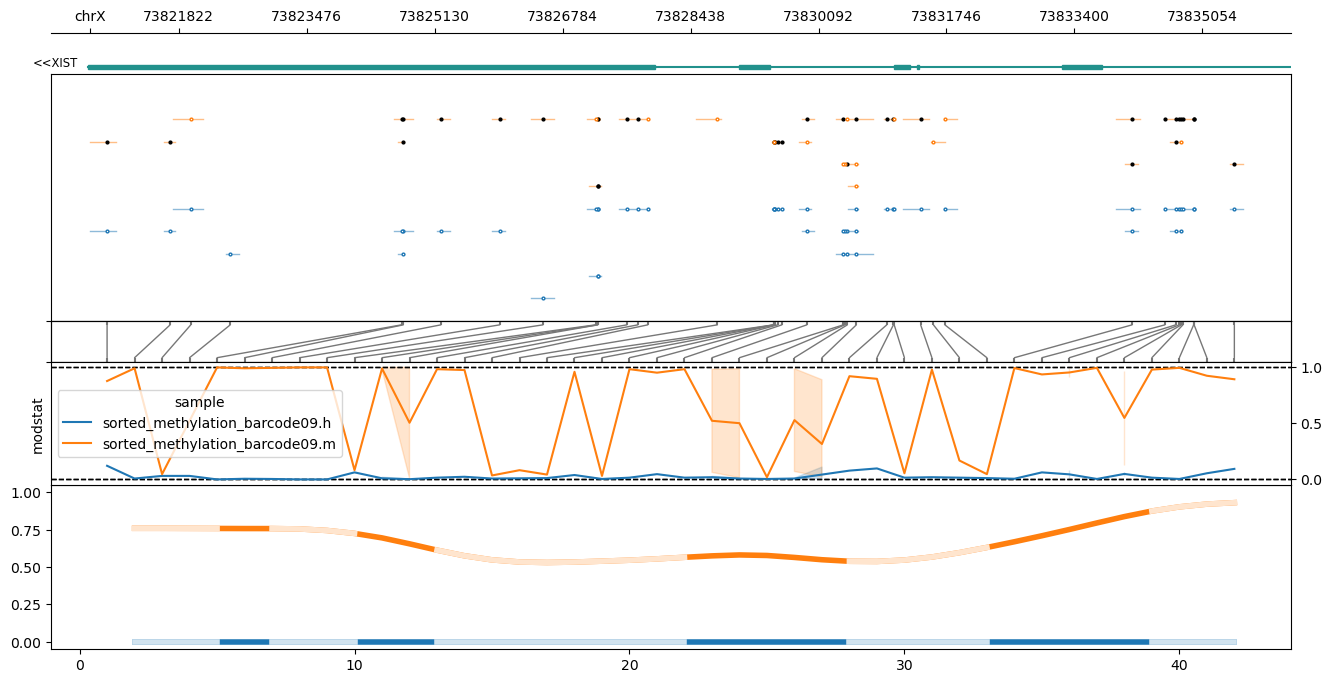 chrX 73821822 73823476 73825130 73826784 73828438 73830092 73831746 73833400 73835054
<<XIST
modstat
sample
sorted_methylation_barcode09.h
sorted_methylation_barcode09.m
1.0
0.5
0.0
1.00
0.75
0.50
0.25
0.00
0 10 20 30 40